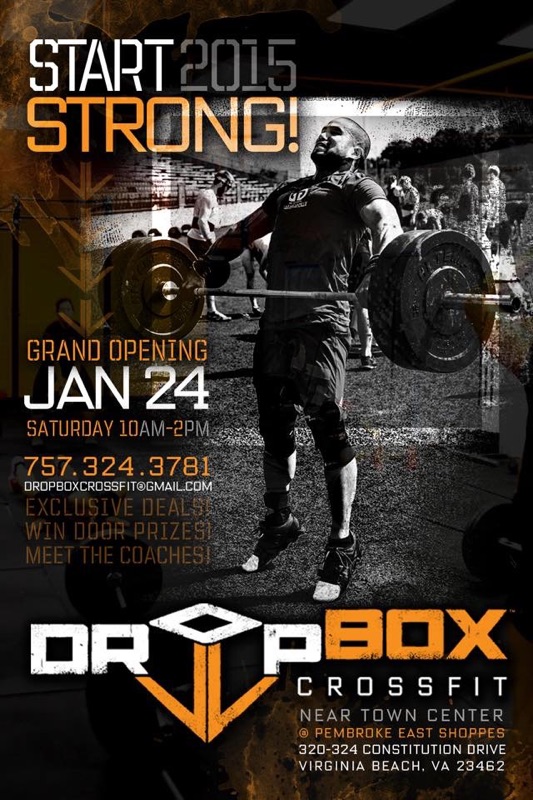 START 2015
STRONG!
GRAND OPENING
JAN 24
SATURDAY 10AM-2PM
757.324.3781
DROPBOXCROSSFIT@GMAIL.COM
EXCLUSIVE DEALS!
WIN DOOR PRIZES!
MEET THE COACHES!
DROPBOX
CROSSFIT
NEAR TOWN CENTER
@ PEMBROKE EAST SHOPPES
320-324 CONSTITUTION DRIVE
VIRGINIA BEACH, VA 23462